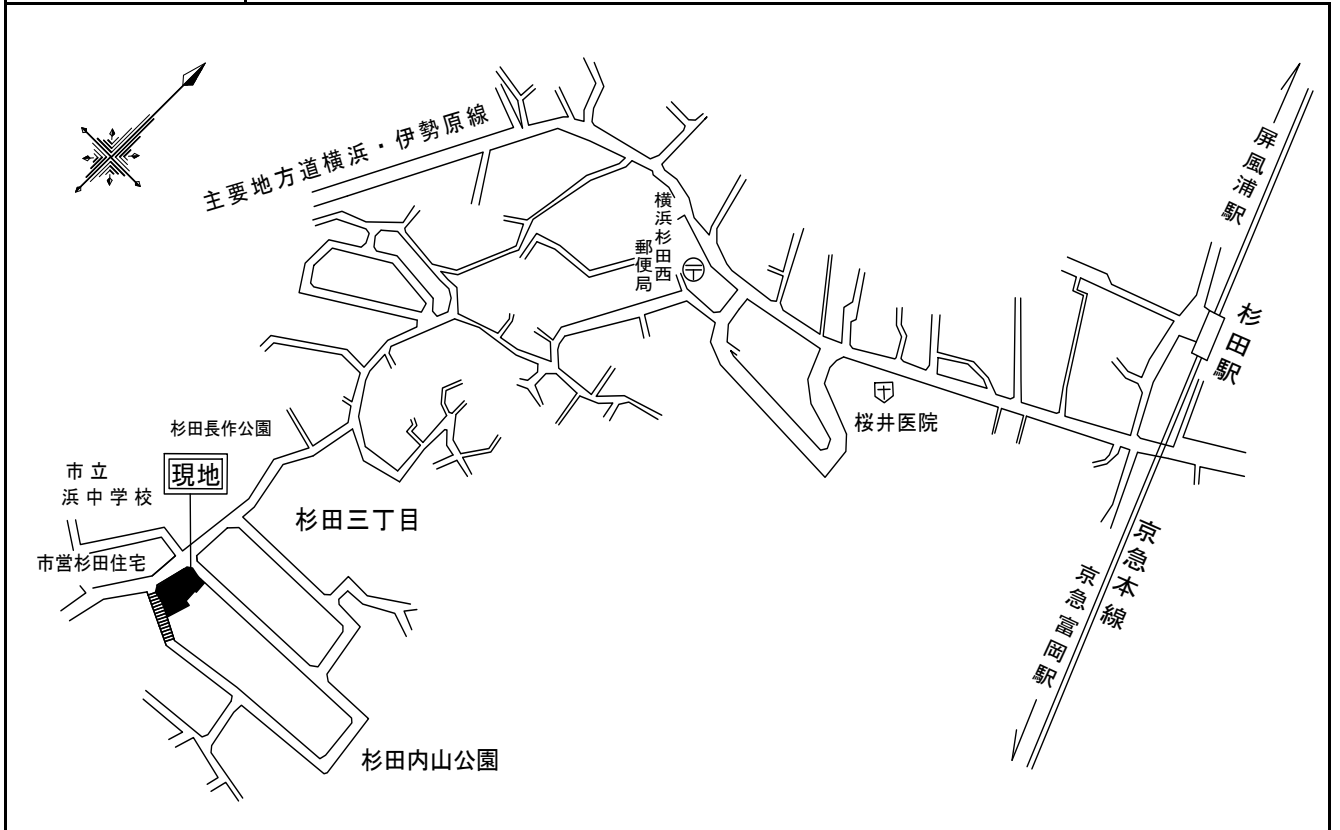 主要地方道横浜・伊勢原線
屏風浦駅
横浜杉田西
郵便局
〒
杉田駅
桜井医院
杉田長作公園
市立
浜中学校
現地
杉田三丁目
市営杉田住宅
京急本線
京急富岡駅
杉田内山公園